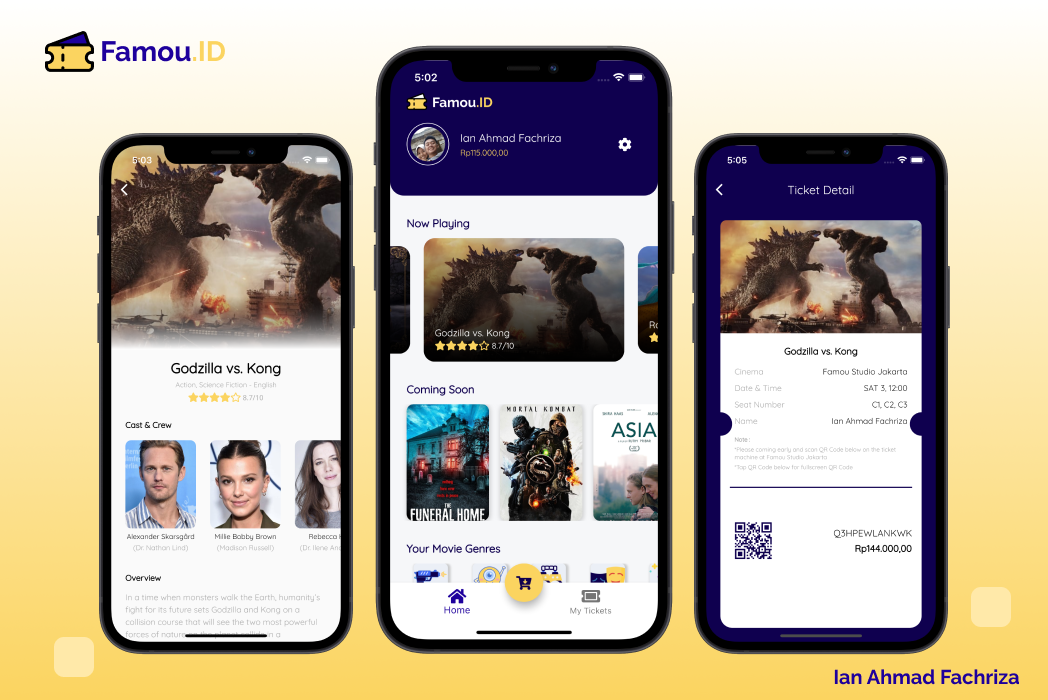 Famou.ID
5:03
Godzilla vs. Kong
Action, Science Fiction - English
8.7/10
Cast & Crew
Alexander Skarsgård
Millie Bobby Brown
Rebecca
(Dr. Nathan Lind)
(Madison Russell)
(Dr. Ilene An
Overview
In a time when monsters walk the Earth, humanity's
fight for its future sets Godzilla and Kong on a
collision course that will see the two most powerful
forces of nature on the planet collide in a
5:02
Famou.ID
Ian Ahmad Fachriza
Rp115.000,00
Now Playing
Godzilla vs. Kong
8.7/10
Ra
Coming Soon
THE
FUNERAL HOME
MORTAL KOMBAT
ASIA
Your Movie Genres
Home
My Tickets
5:05
Ticket Detail
Godzilla vs. Kong
Cinema Famou Studio Jakarta
Date & Time SAT 3, 12:00
Seat Number C1, C2, C3
Name Ian Ahmad Fachriza
Note :
*Please coming early and scan QR Code below on the ticket
machine at Famou Studio Jakarta
*Tap QR Code below for fullscreen QR Code
Q3HPEWLANKWK
Rp144.000,00
Ian Ahmad Fachriza